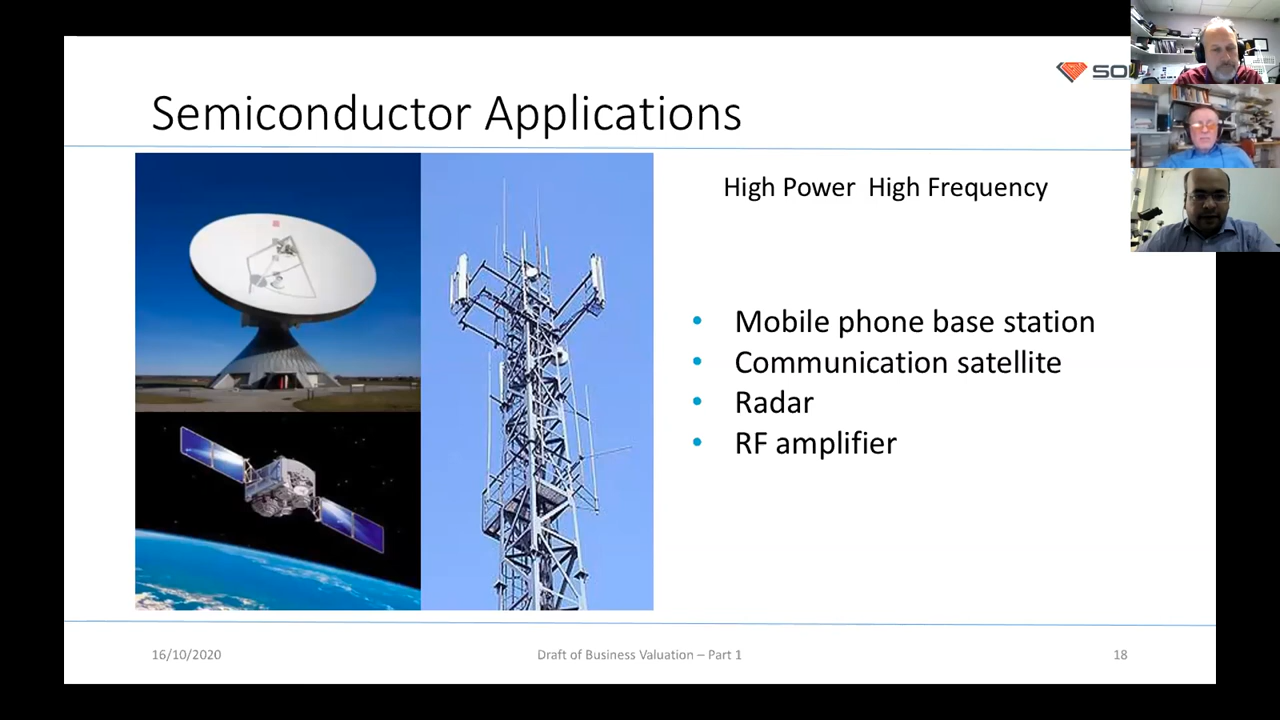 Semiconductor Applications
High Power High Frequency
• Mobile phone base station
• Communication satellite
• Radar
• RF amplifier
16/10/2020
Draft of Business Valuation – Part 1
18